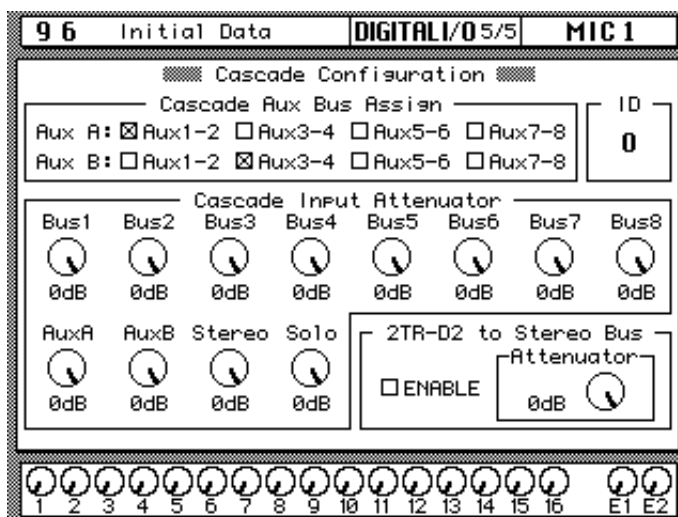 96 Initial Data DIGITAL I/O 5/5 MIC 1
Cascade Configuration
Cascade Aux Bus Assign ID
Aux A: Aux1-2 Aux3-4 Aux5-6 Aux7-8
0
Aux B: Aux1-2 Aux3-4 Aux5-6 Aux7-8
Cascade Input Attenuator
Bus1 Bus2 Bus3 Bus4 Bus5 Bus6 Bus7 Bus8
0dB 0dB 0dB 0dB 0dB 0dB 0dB 0dB
AuxA AuxB Stereo Solo 2TR-D2 to Stereo Bus
Attenuator
ENABLE
0dB 0dB 0dB 0dB 0dB
1 2 3 4 5 6 7 8 9 10 11 12 13 14 15 16 E1 E2